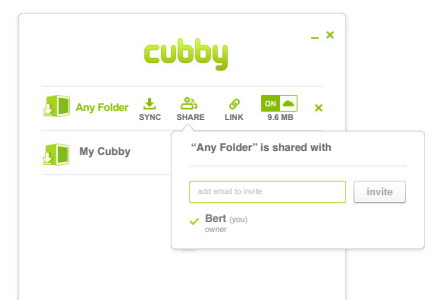 cubby
Any Folder
SYNC
SHARE
LINK
ON
9.6 MB
My Cubby
“Any Folder” is shared with
add email to invite
invite
Bert (you)
owner